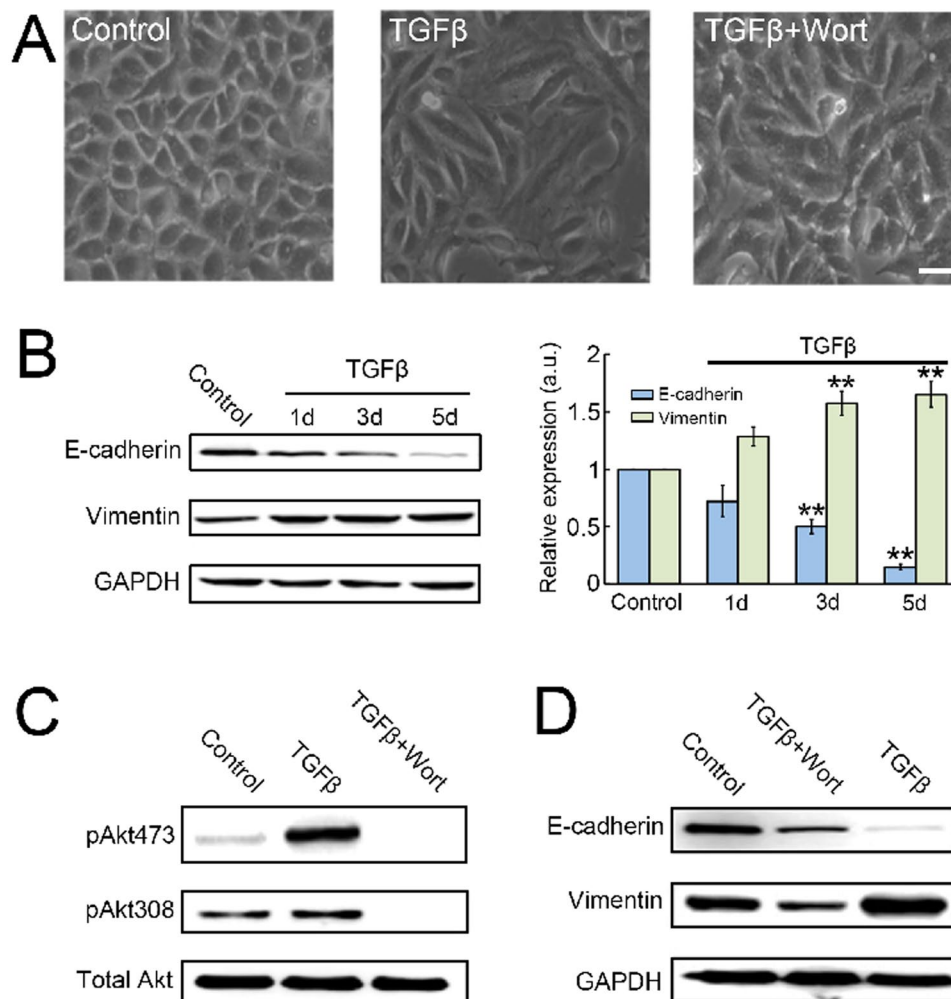 A
Control
TGFβ
TGFβ+Wort
B
Control
TGFβ
1d 3d 5d
E-cadherin
Vimentin
GAPDH
TGFβ
Relative expression (a.u.)
2
1.5
1
0.5
0
E-cadherin
Vimentin
**
**
**
**
Control 1d 3d 5d
C
Control
TGFβ
TGFβ+Wort
pAkt473
pAkt308
Total Akt
D
Control
TGFβ+Wort
TGFβ
E-cadherin
Vimentin
GAPDH